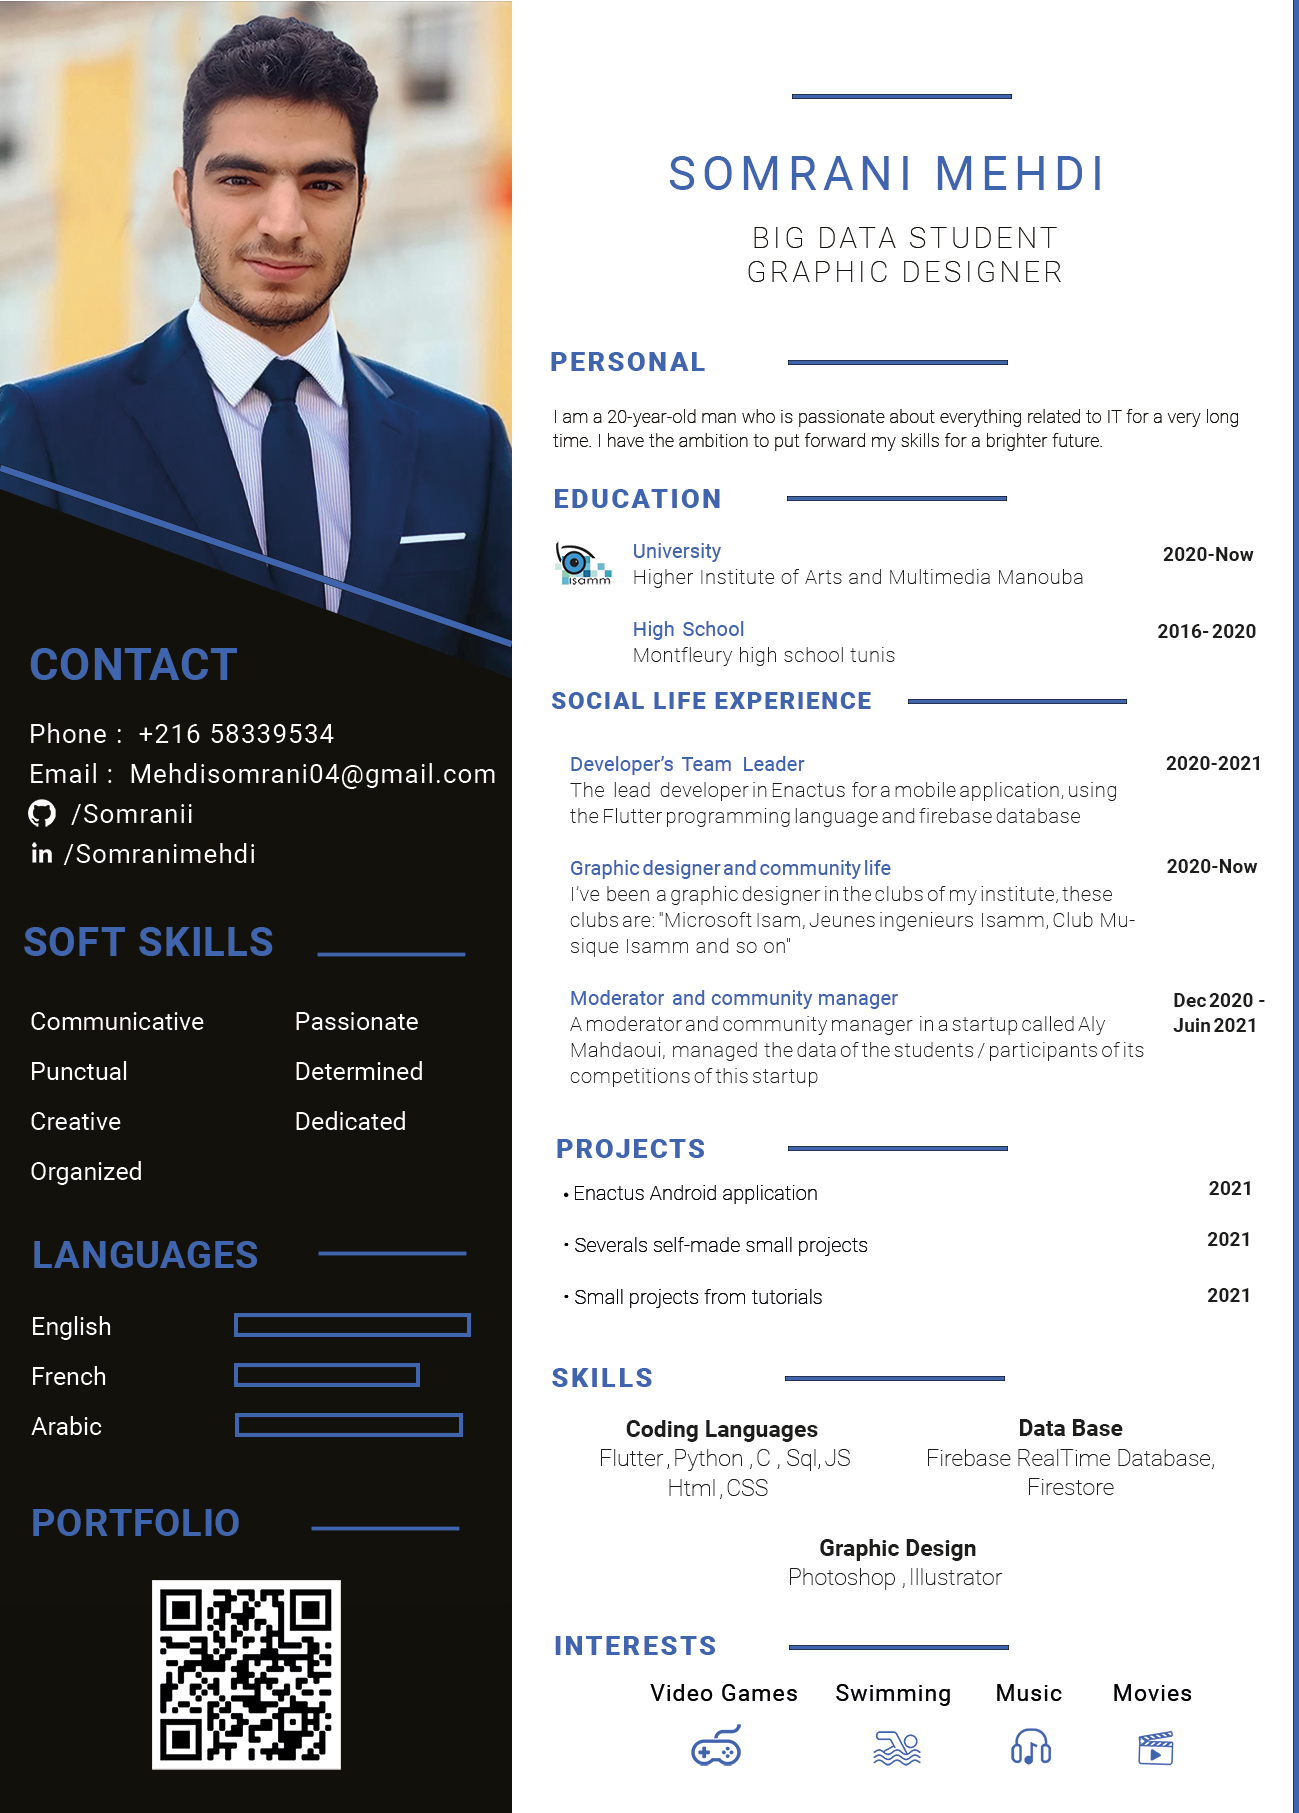 CONTACT
Phone : +216 58339534
Email : Mehdisomrani04@gmail.com
/Somranii
in /Somranimehdi
SOFT SKILLS
Communicative
Passionate
Punctual
Determined
Creative
Dedicated
Organized
LANGUAGES
English
French
Arabic
PORTFOLIO
SOMRANI MEHDI
BIG DATA STUDENT
GRAPHIC DESIGNER
PERSONAL
I am a 20-year-old man who is passionate about everything related to IT for a very long
time. I have the ambition to put forward my skills for a brighter future.
EDUCATION
isamm
University
2020-Now
Higher Institute of Arts and Multimedia Manouba
High School
2016- 2020
Montfleury high school tunis
SOCIAL LIFE EXPERIENCE
Developer’s Team Leader
2020-2021
The lead developer in Enactus for a mobile application, using
the Flutter programming language and firebase database
Graphic designer and community life
2020-Now
I’ve been a graphic designer in the clubs of my institute, these
clubs are: "Microsoft Isam, Jeunes ingenieurs Isamm, Club Mu-
sique Isamm and so on"
Moderator and community manager
Dec 2020 -
Juin 2021
A moderator and community manager in a startup called Aly
Mahdaoui, managed the data of the students / participants of its
competitions of this startup
PROJECTS
• Enactus Android application
2021
· Severals self-made small projects
2021
· Small projects from tutorials
2021
SKILLS
Coding Languages
Flutter , Python , C , Sql, JS
Html , CSS
Data Base
Firebase RealTime Database,
Firestore
Graphic Design
Photoshop , Illustrator
INTERESTS
Video Games
Swimming
Music
Movies